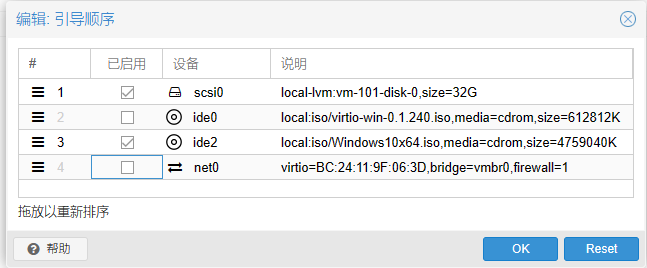 编辑: 引导顺序
# 已启用 设备 说明
1 scsi0 local-lvm:vm-101-disk-0,size=32G
2 ide0 local:iso/virtio-win-0.1.240.iso,media=cdrom,size=612812K
3 ide2 local:iso/Windows10x64.iso,media=cdrom,size=4759040K
4 net0 virtio=BC:24:11:9F:06:3D,bridge=vmbr0,firewall=1
拖放以重新排序
帮助 OK Reset